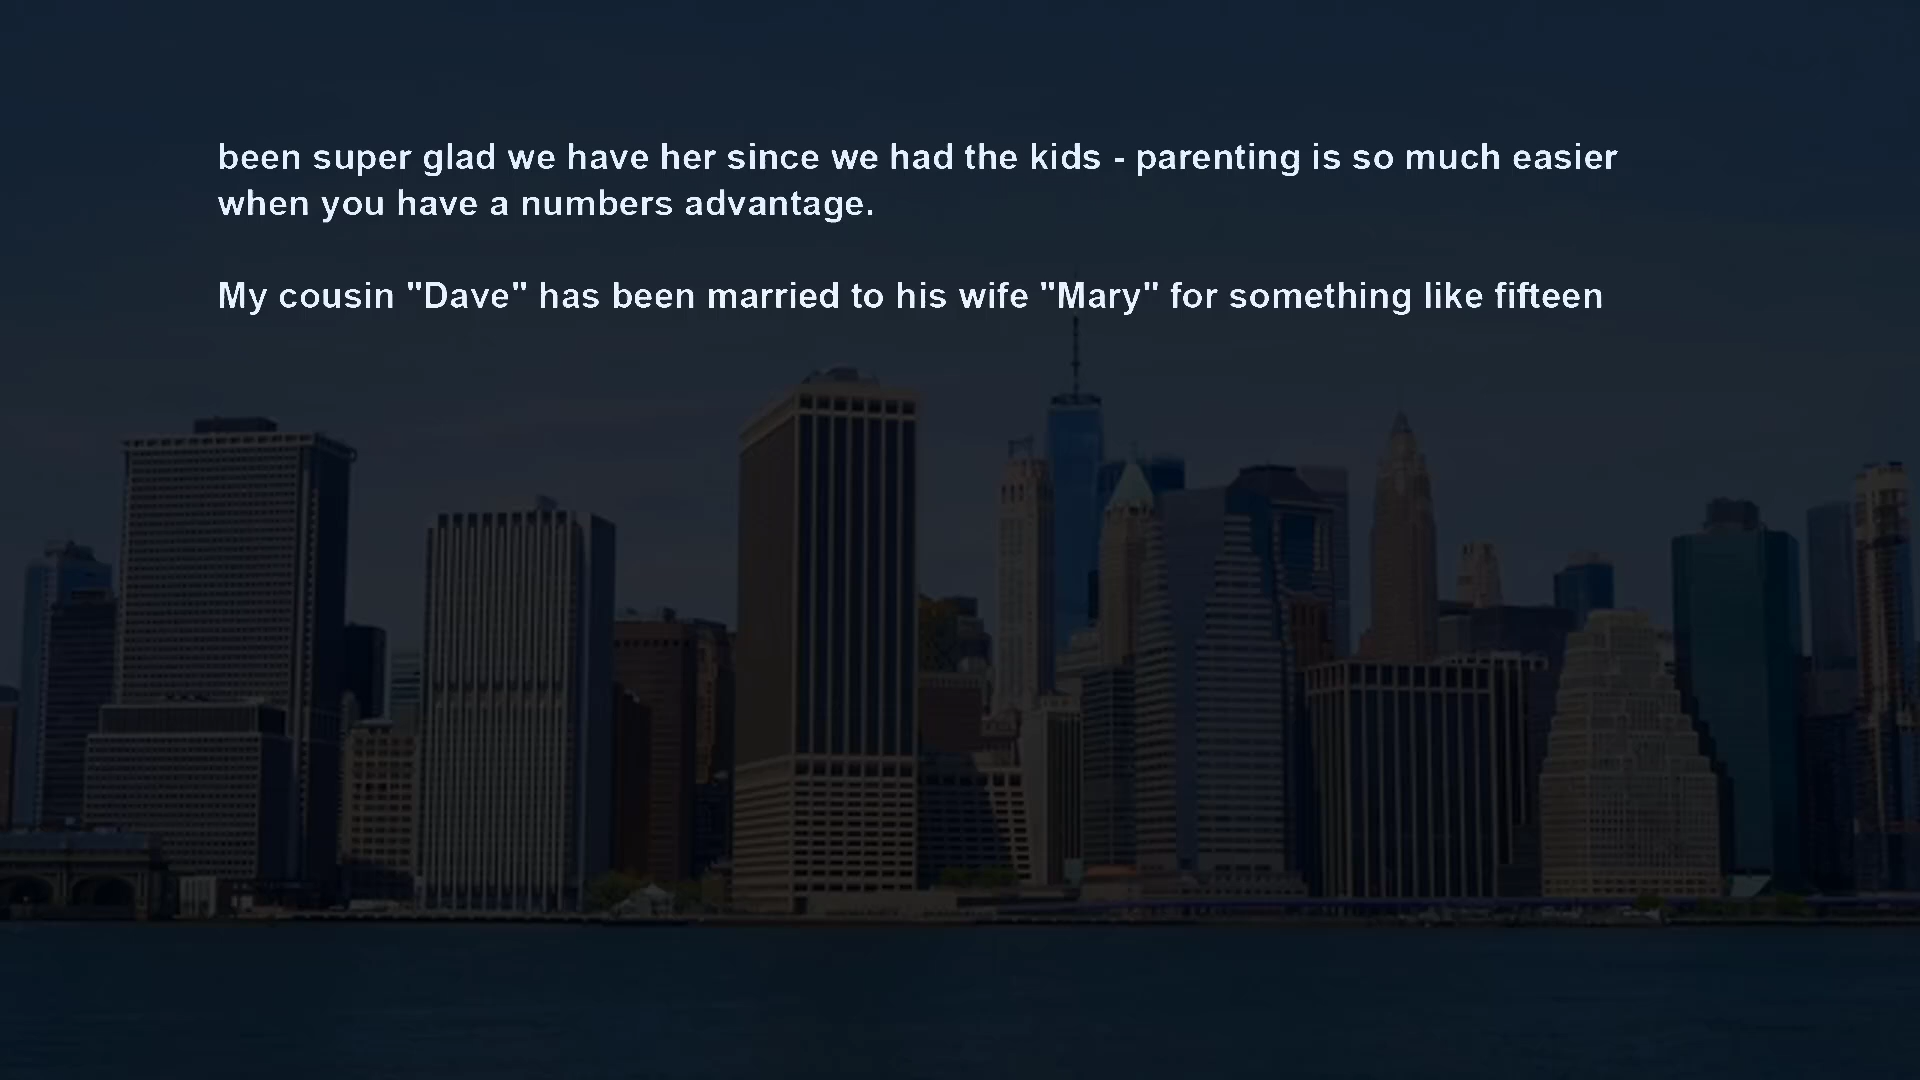 been super glad we have her since we had the kids - parenting is so much easier
when you have a numbers advantage.
My cousin "Dave" has been married to his wife "Mary" for something like fifteen